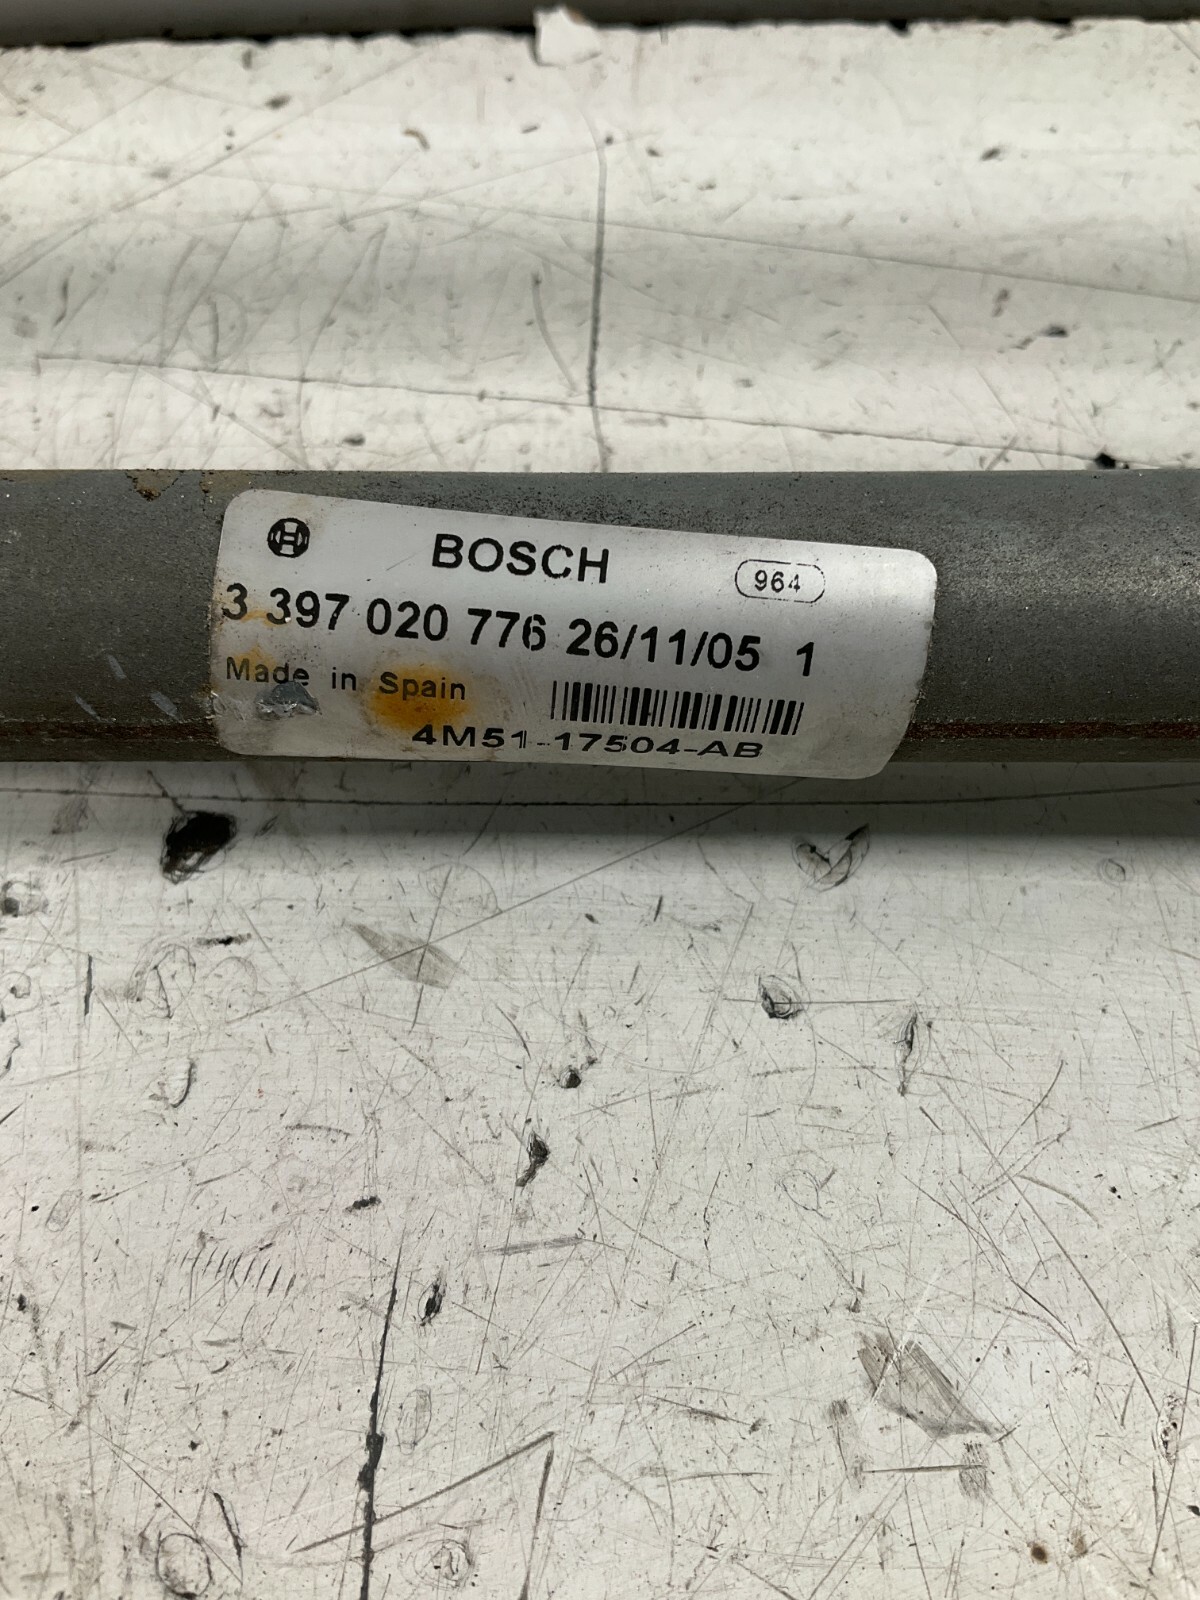 BOSCH
964
3 397 020 776 26/11/05 1
Made in Spain
4M51-17504-AB